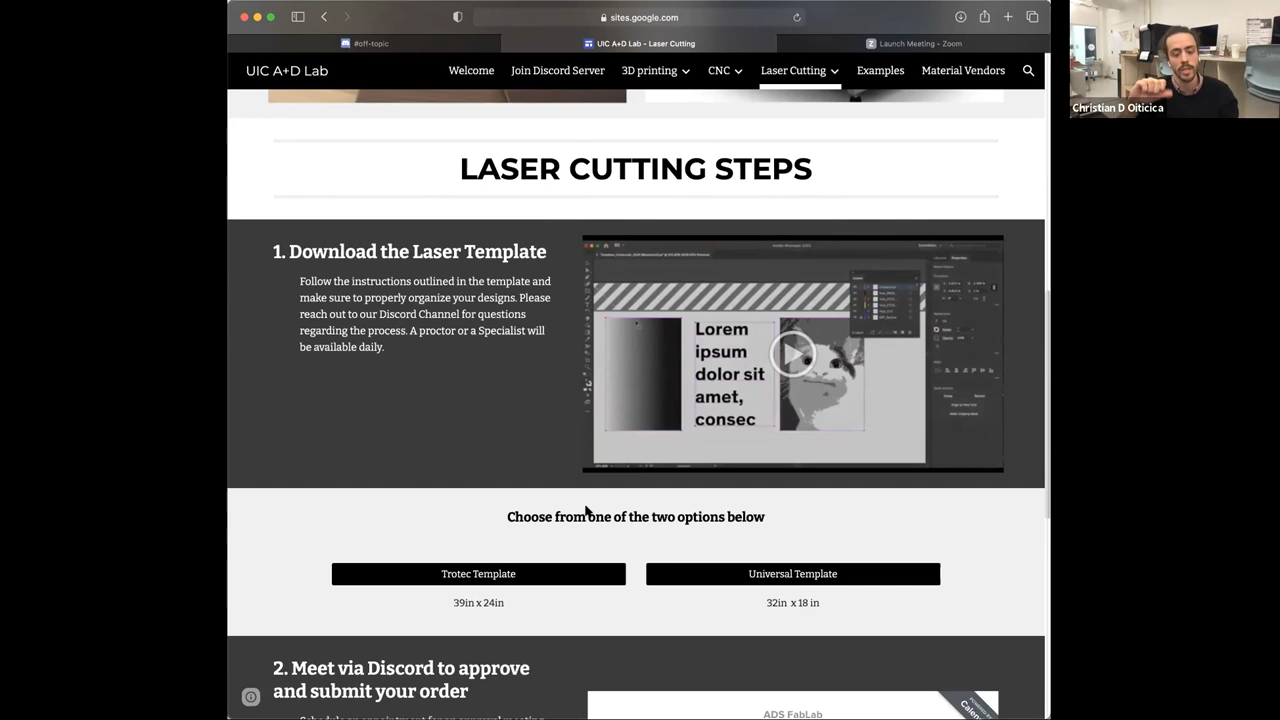 sites.google.com
#off-topic
UIC A+D Lab - Laser Cutting
Launch Meeting - Zoom
UIC A+D Lab
Welcome
Join Discord Server
3D printing
CNC
Laser Cutting
Examples
Material Vendors
Christian D Oiticica
LASER CUTTING STEPS
1. Download the Laser Template
Follow the instructions outlined in the template and
make sure to properly organize your designs. Please
reach out to our Discord Channel for questions
regarding the process. A proctor or a Specialist will
be available daily.
Lorem
ipsum
dolor sit
amet,
consec
Choose from one of the two options below
Trotec Template
Universal Template
39in x 24in
32in x 18 in
2. Meet via Discord to approve
and submit your order
ADS FabLab